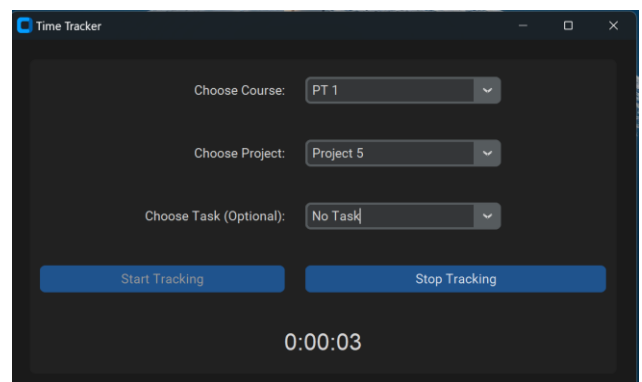 Time Tracker
Choose Course: PT 1
Choose Project: Project 5
Choose Task (Optional): No Task
Start Tracking Stop Tracking
0:00:03